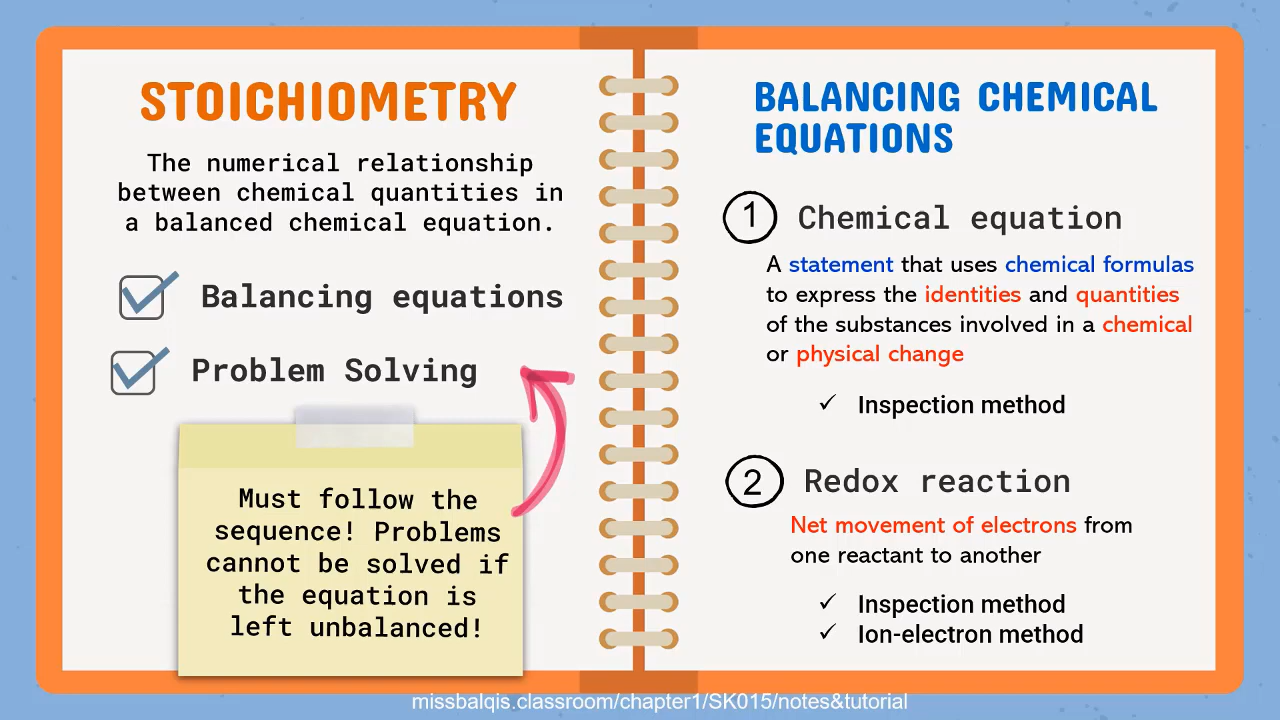 STOICHIOMETRY
The numerical relationship
between chemical quantities in
a balanced chemical equation.
Balancing equations
Problem Solving
Must follow the
sequence! Problems
cannot be solved if
the equation is
left unbalanced!
BALANCING CHEMICAL
EQUATIONS
1 Chemical equation
A statement that uses chemical formulas
to express the identities and quantities
of the substances involved in a chemical
or physical change
✓ Inspection method
2 Redox reaction
Net movement of electrons from
one reactant to another
✓ Inspection method
✓ Ion-electron method
missbalqis.classroom/chapter1/SK015/notes&tutorial